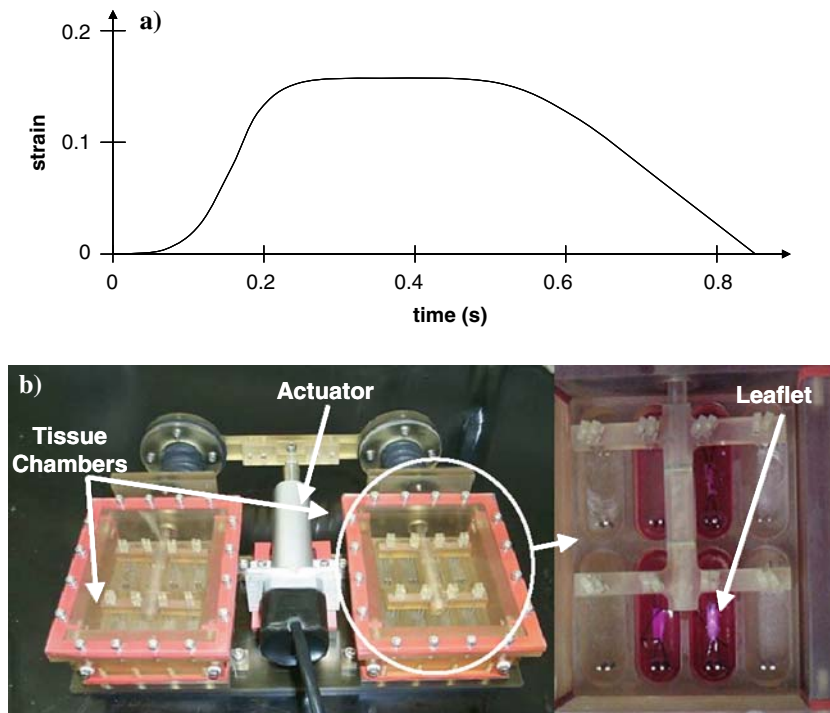 a)
0.2
0.1
0
strain
0
0.2
0.4
0.6
0.8
time (s)
b)
Actuator
Tissue
Chambers
Leaflet